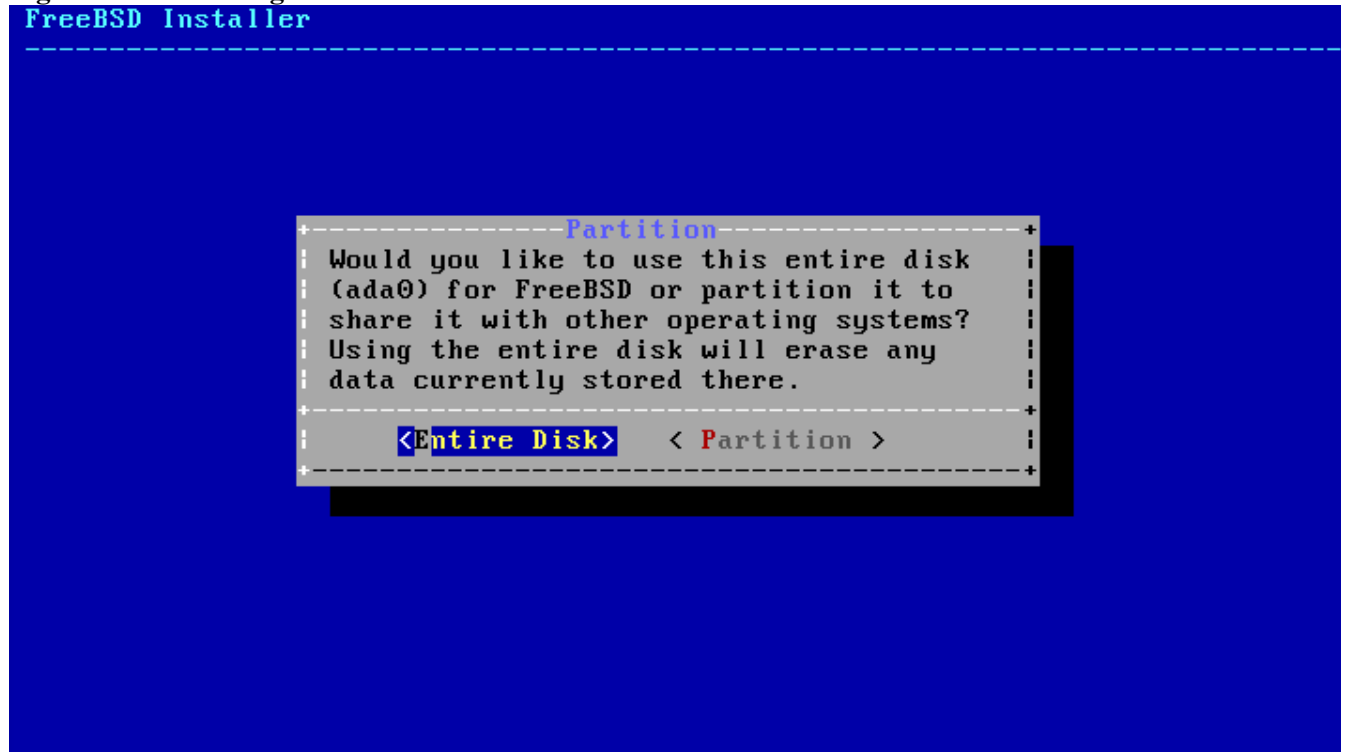 FreeBSD Installer
Partition
Would you like to use this entire disk
(ada0) for FreeBSD or partition it to
share it with other operating systems?
Using the entire disk will erase any
data currently stored there.
<Entire Disk> < Partition >